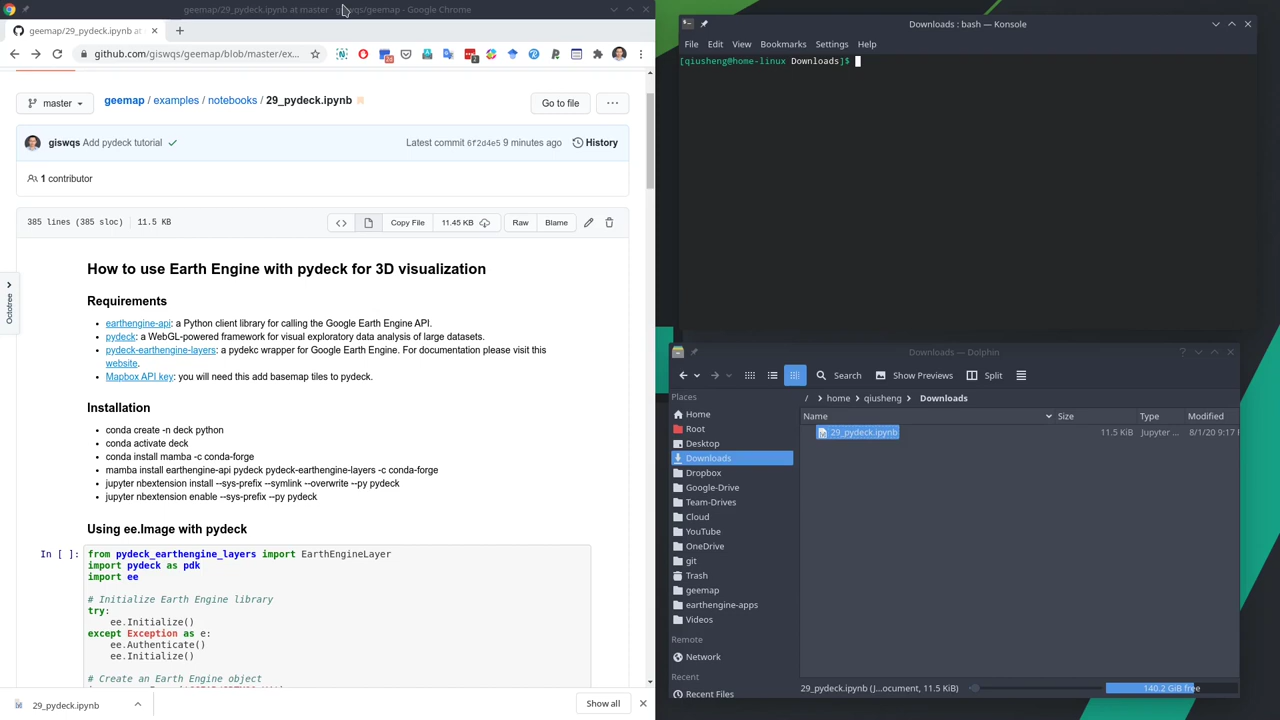 geemap/29_pydeck.ipynb at master · giswqs/geemap - Google Chrome
geemap/29_pydeck.ipynb at
github.com/giswqs/geemap/blob/master/ex...
master
geemap / examples / notebooks / 29_pydeck.ipynb
Go to file
giswqs Add pydeck tutorial
Latest commit 6f2d4e5 9 minutes ago
History
1 contributor
385 lines (385 sloc) 11.5 KB
Copy File
11.45 KB
Raw
Blame
Octotree
How to use Earth Engine with pydeck for 3D visualization
Requirements
• earthengine-api: a Python client library for calling the Google Earth Engine API.
• pydeck: a WebGL-powered framework for visual exploratory data analysis of large datasets.
• pydeck-earthengine-layers: a pydekc wrapper for Google Earth Engine. For documentation please visit this
website.
• Mapbox API key: you will need this add basemap tiles to pydeck.
Installation
• conda create -n deck python
• conda activate deck
• conda install mamba -c conda-forge
• mamba install earthengine-api pydeck pydeck-earthengine-layers -c conda-forge
• jupyter nbextension install --sys-prefix --symlink --overwrite --py pydeck
• jupyter nbextension enable --sys-prefix --py pydeck
Using ee.Image with pydeck
In [ ]: from pydeck_earthengine_layers import EarthEngineLayer
import pydeck as pdk
import ee
# Initialize Earth Engine library
try:
ee.Initialize()
except Exception as e:
ee.Authenticate()
ee.Initialize()
# Create an Earth Engine object
29_pydeck.ipynb
Show all
Downloads : bash — Konsole
File Edit View Bookmarks Settings Help
[qiusheng@home-linux Downloads]$
Downloads — Dolphin
Search
Show Previews
Split
Places
Home
Root
Desktop
Downloads
Dropbox
Google-Drive
Team-Drives
Cloud
YouTube
OneDrive
git
Trash
geemap
earthengine-apps
Videos
Remote
Network
Recent
Recent Files
/ > home > qiusheng > Downloads
Name Size Type Modified
29_pydeck.ipynb 11.5 KiB Jupyter ... 8/1/20 9:17
29_pydeck.ipynb (J...ocument, 11.5 KiB)
140.2 GiB free